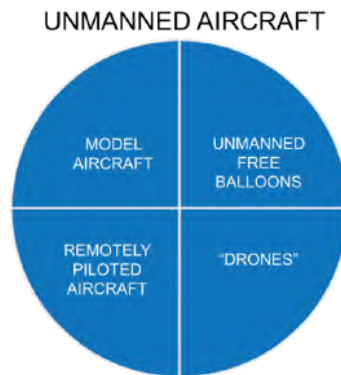 UNMANNED AIRCRAFT
MODEL
AIRCRAFT
UNMANNED
FREE
BALLOONS
REMOTELY
PILOTED
AIRCRAFT
“DRONES”